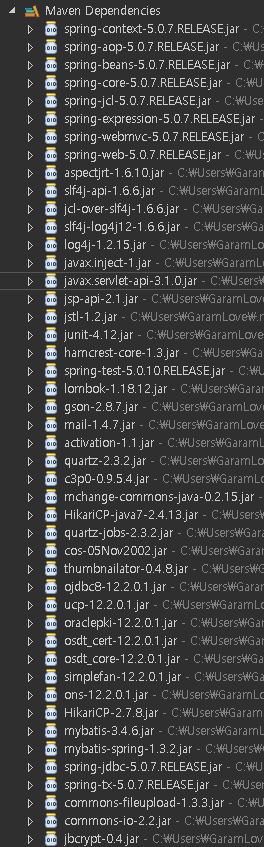 Maven Dependencies
spring-context-5.0.7.RELEASE.jar - C:
spring-aop-5.0.7.RELEASE.jar - C:₩Use
spring-beans-5.0.7.RELEASE.jar - C:₩U
spring-core-5.0.7.RELEASE.jar - C:₩Us
spring-jcl-5.0.7.RELEASE.jar - C:₩User
spring-expression-5.0.7.RELEASE.jar -
spring-webmvc-5.0.7.RELEASE.jar - C:
spring-web-5.0.7.RELEASE.jar - C:₩Us
aspectjrt-1.6.10.jar - C:₩Users₩Garam
slf4j-api-1.6.6.jar - C:₩Users₩GaramLo
jcl-over-slf4j-1.6.6.jar - C:₩Users₩Gar
slf4j-log4j12-1.6.6.jar - C:₩Users₩Gar
log4j-1.2.15.jar - C:₩Users₩GaramLov
javax.inject-1.jar - C:₩Users₩GaramLo
javax.servlet-api-3.1.0.jar - C:₩Users₩
jsp-api-2.1.jar - C:₩Users₩GaramLove
jstl-1.2.jar - C:₩Users₩GaramLove₩.m
junit-4.12.jar - C:₩Users₩GaramLove
hamcrest-core-1.3.jar - C:₩Users₩Gar
spring-test-5.0.10.RELEASE.jar - C:₩U
lombok-1.18.12.jar - C:₩Users₩Garam
gson-2.8.7.jar - C:₩Users₩GaramLove
mail-1.4.7.jar - C:₩Users₩GaramLove
activation-1.1.jar - C:₩Users₩GaramL
quartz-2.3.2.jar - C:₩Users₩GaramLo
c3p0-0.9.5.4.jar - C:₩Users₩GaramLo
mchange-commons-java-0.2.15.jar -
HikariCP-java7-2.4.13.jar - C:₩Users₩
quartz-jobs-2.3.2.jar - C:₩Users₩Gara
cos-05Nov2002.jar - C:₩Users₩Garam
thumbnailator-0.4.8.jar - C:₩Users₩G
ojdbc8-12.2.0.1.jar - C:₩Users₩Garam
ucp-12.2.0.1.jar - C:₩Users₩GaramLo
oraclepki-12.2.0.1.jar - C:₩Users₩Gar
osdt_cert-12.2.0.1.jar - C:₩Users₩Gar
osdt_core-12.2.0.1.jar - C:₩Users₩Ga
simplefan-12.2.0.1.jar - C:₩Users₩Ga
ons-12.2.0.1.jar - C:₩Users₩GaramLo
HikariCP-2.7.8.jar - C:₩Users₩Garam
mybatis-3.4.6.jar - C:₩Users₩GaramL
mybatis-spring-1.3.2.jar - C:₩Users₩G
spring-jdbc-5.0.7.RELEASE.jar - C:₩Us
spring-tx-5.0.7.RELEASE.jar - C:₩User
commons-fileupload-1.3.3.jar - C:₩Us
commons-io-2.2.jar - C:₩Users₩Gara
jbcrypt-0.4.jar - C:₩Users₩GaramLov